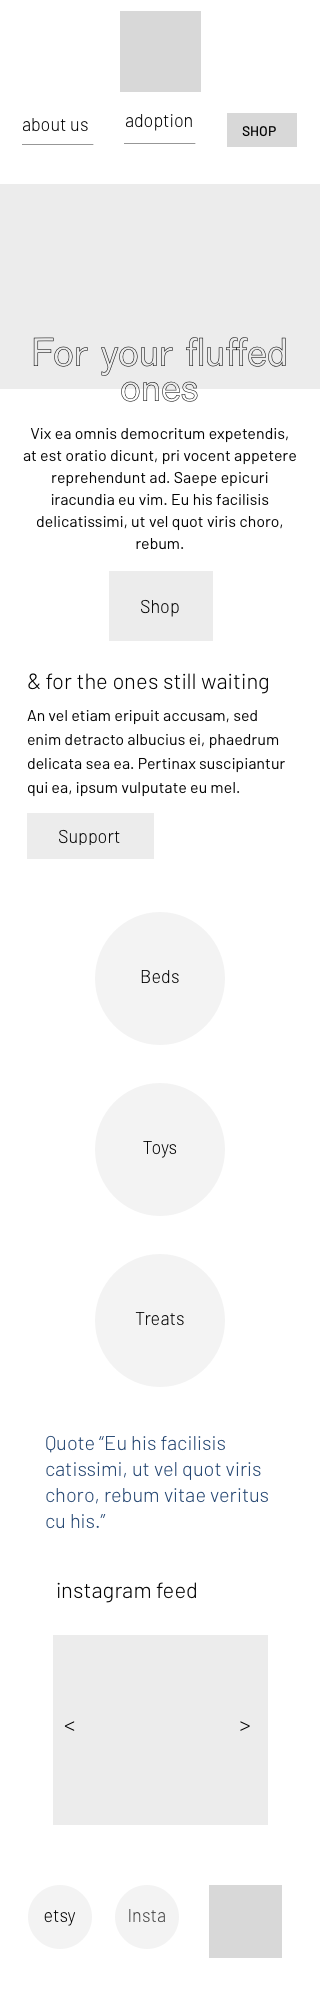 about us
adoption
SHOP
For your fluffed
ones
Vix ea omnis democritum expetendis,
at est oratio dicunt, pri vocent appetere
reprehendunt ad. Saepe epicuri
iracundia eu vim. Eu his facilisis
delicatissimi, ut vel quot viris choro,
rebum.
Shop
& for the ones still waiting
An vel etiam eripuit accusam, sed
enim detracto albucius ei, phaedrum
delicata sea ea. Pertinax suscipiantur
qui ea, ipsum vulputate eu mel.
Support
Beds
Toys
Treats
Quote “Eu his facilisis
catissimi, ut vel quot viris
choro, rebum vitae veritus
cu his.”
instagram feed
< >
etsy
Insta